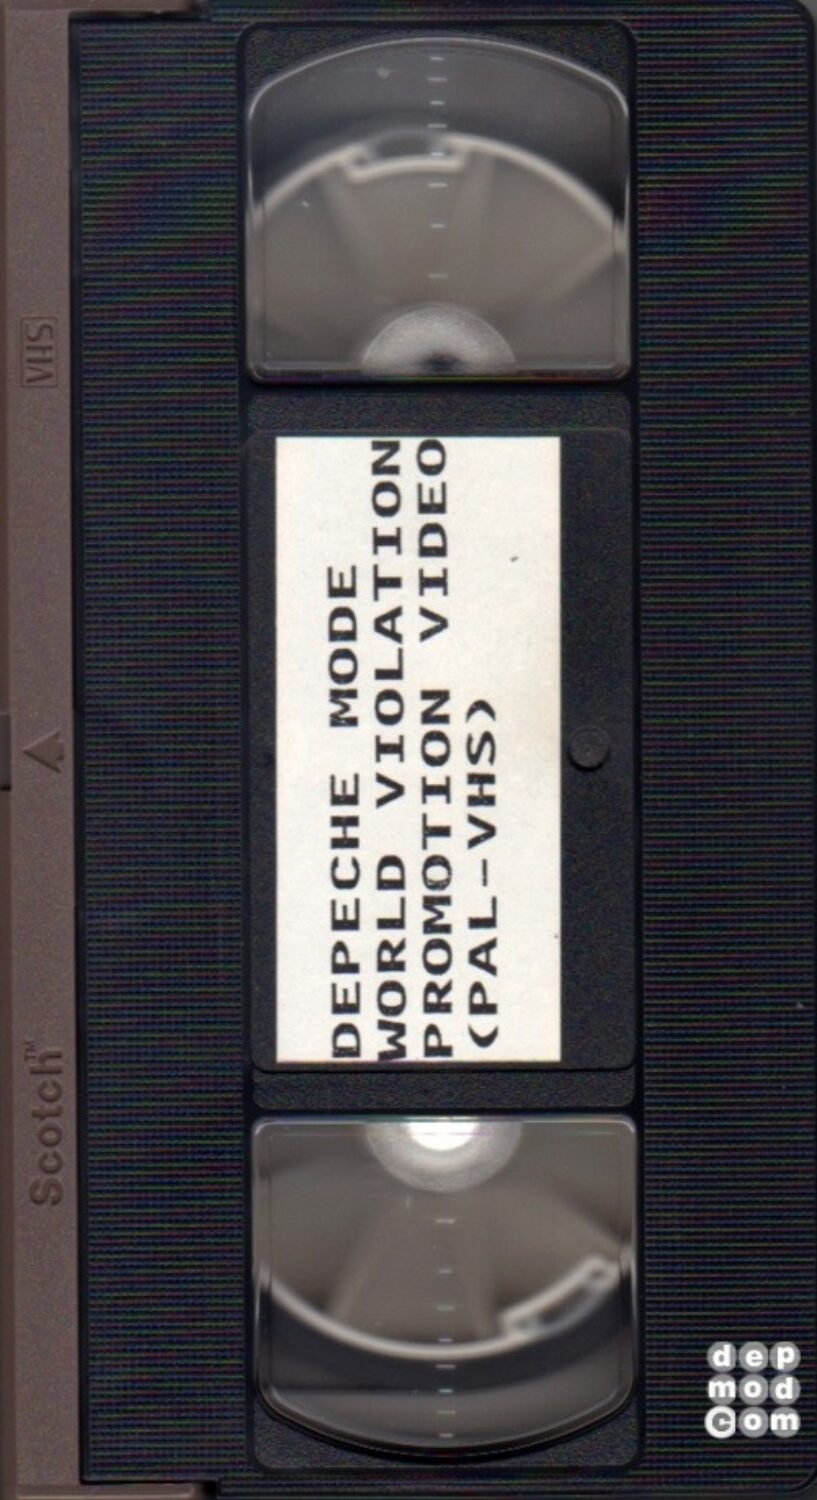 DEPECHE MODE
WORLD VIOLATION
PROMOTION VIDEO
(PAL-VHS)
VHS
Scotch™
dep
mod
com